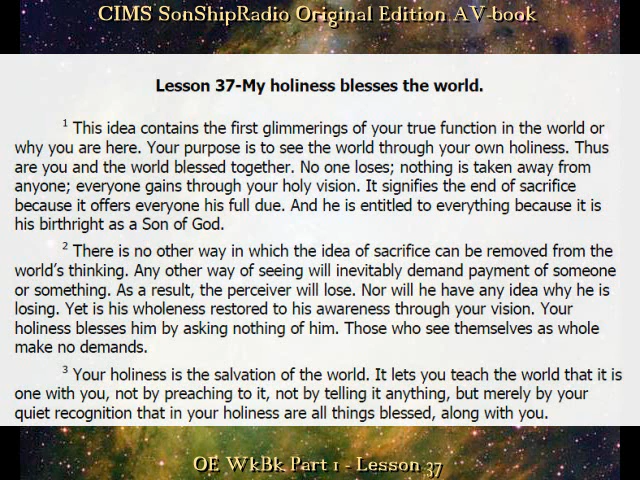 CIMS SonShipRadio Original Edition AV-book
Lesson 37-My holiness blesses the world.
1 This idea contains the first glimmerings of your true function in the world or
why you are here. Your purpose is to see the world through your own holiness. Thus
are you and the world blessed together. No one loses; nothing is taken away from
anyone; everyone gains through your holy vision. It signifies the end of sacrifice
because it offers everyone his full due. And he is entitled to everything because it is
his birthright as a Son of God.
2 There is no other way in which the idea of sacrifice can be removed from the
world's thinking. Any other way of seeing will inevitably demand payment of someone
or something. As a result, the perceiver will lose. Nor will he have any idea why he is
losing. Yet is his wholeness restored to his awareness through your vision. Your
holiness blesses him by asking nothing of him. Those who see themselves as whole
make no demands.
3 Your holiness is the salvation of the world. It lets you teach the world that it is
one with you, not by preaching to it, not by telling it anything, but merely by your
quiet recognition that in your holiness are all things blessed, along with you.
OE WkBk Part 1 - Lesson 37